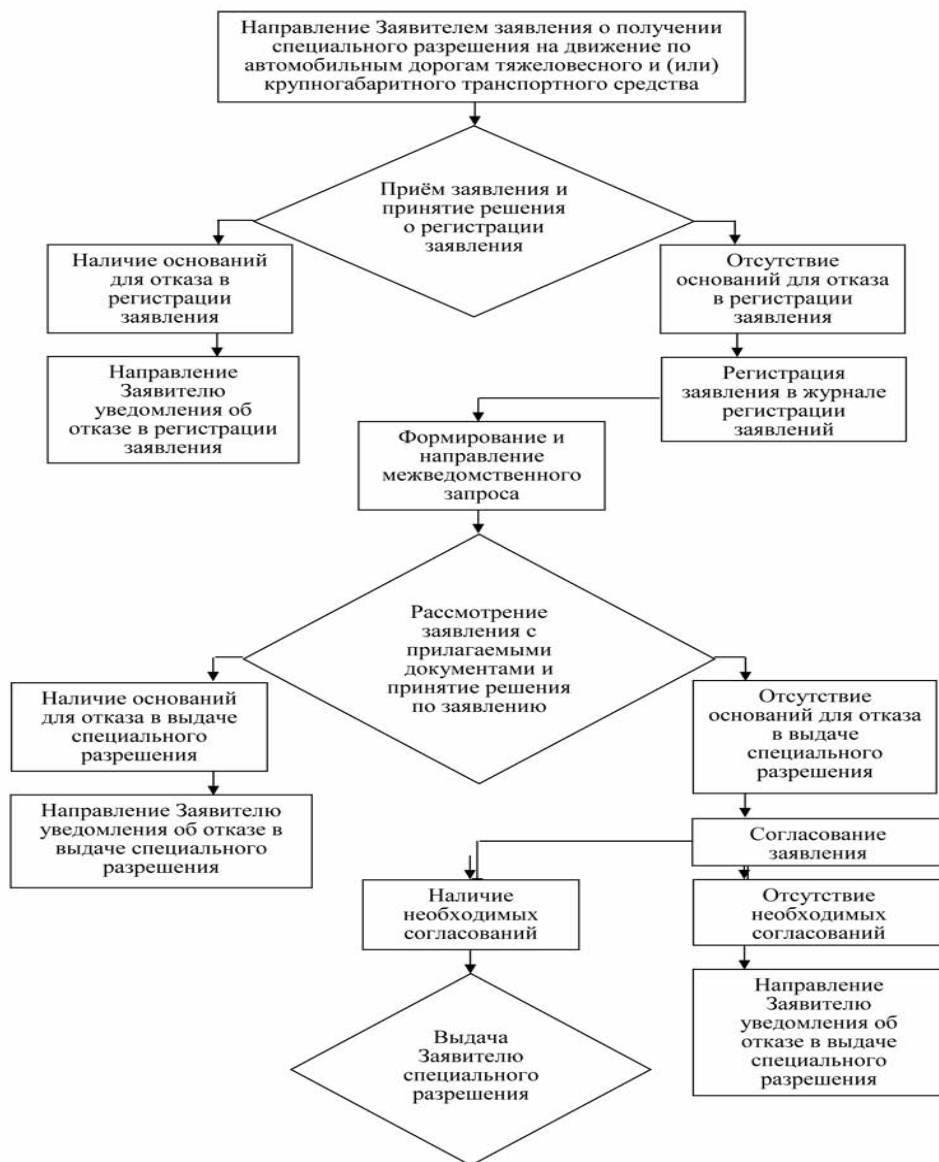 Направление Заявителем заявления о получении
специального разрешения на движение по
автомобильным дорогам тяжеловесного и (или)
крупногабаритного транспортного средства
Приём заявления и
принятие решения
о регистрации
заявления
Наличие оснований
для отказа в
регистрации
заявления
Отсутствие
оснований для отказа
в регистрации
заявления
Направление
Заявителю
уведомления об
отказе в регистрации
заявления
Регистрация
заявления в журнале
регистрации
заявлений
Формирование и
направление
межведомственного
запроса
Рассмотрение
заявления с
прилагаемыми
документами и
принятие решения
по заявлению
Наличие оснований
для отказа в выдаче
специального
разрешения
Отсутствие
оснований для отказа
в выдаче
специального
разрешения
Направление Заявителю
уведомления об отказе в
выдаче специального
разрешения
Согласование
заявления
Наличие
необходимых
согласований
Отсутствие
необходимых
согласований
Выдача
Заявителю
специального
разрешения
Направление
Заявителю
уведомления об
отказе в выдаче
специального
разрешения